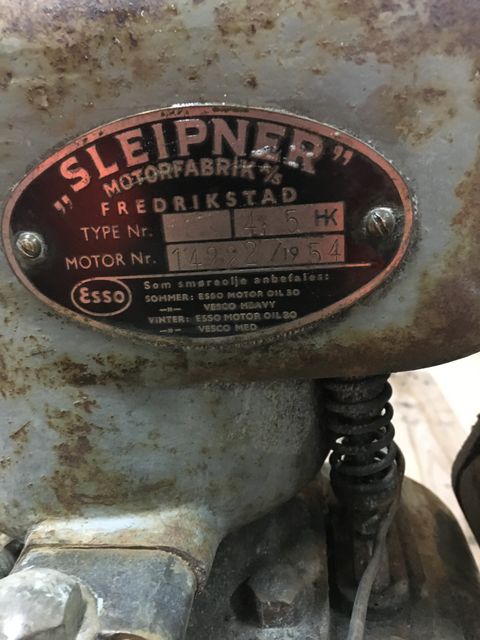 "SLEIPNER"
MOTORFABRIK A/S
FREDRIKSTAD
TYPE Nr. 4,5 HK
MOTOR Nr. 14292/1954
Esso
Som smøreolje anbefales:
SOMMER: ESSO MOTOR OIL 30
—»— VESCO HEAVY
VINTER: ESSO MOTOR OIL 20
—»— VESCO MED